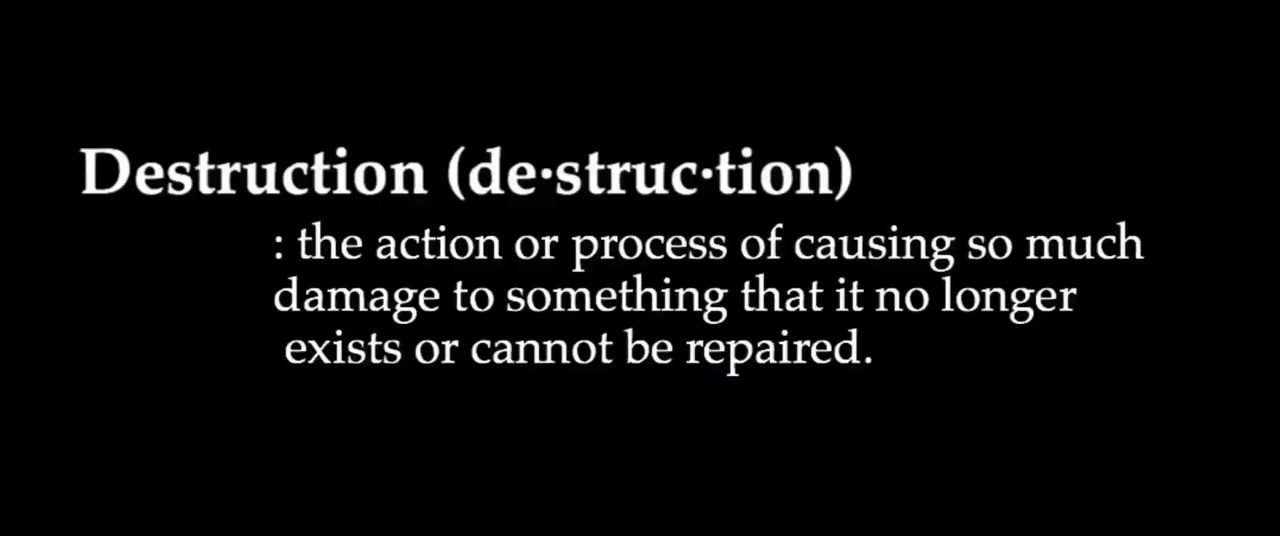 Destruction (de·struc·tion)
: the action or process of causing so much
damage to something that it no longer
exists or cannot be repaired.